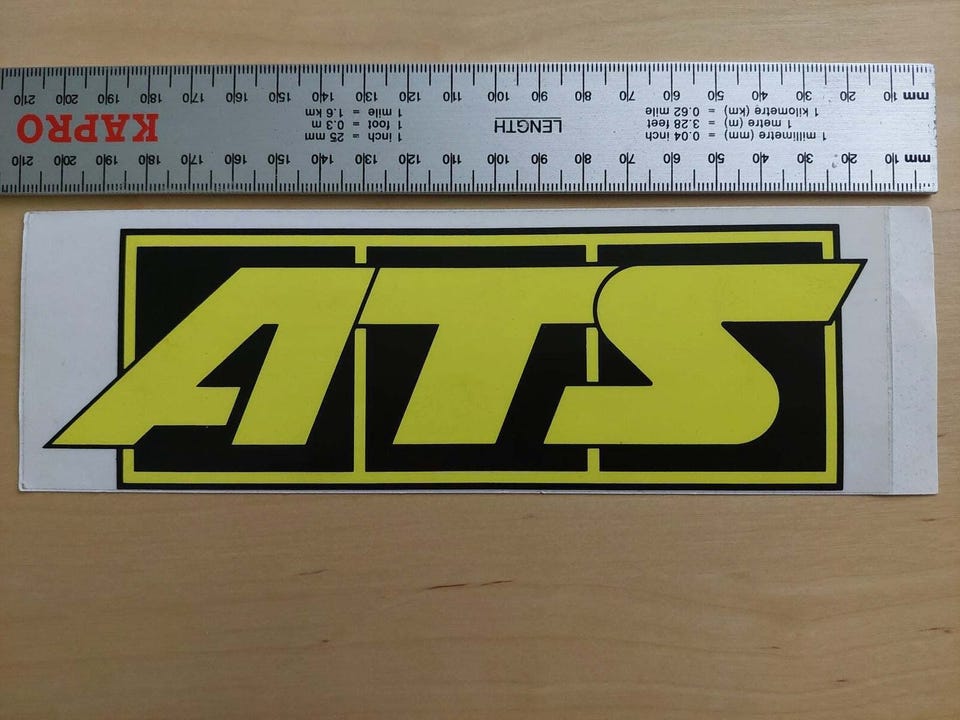 210 200 190 180 170 160 150 140 130 120 110 100 90 80 70 60 50 40 30 20 10 mm
KAPRO
1 inch = 25 mm
1 foot = 0.3 m
1 mile = 1.6 km
LENGTH
1 millimetre (mm) = 0.04 inch
1 metre (m) = 3.28 feet
1 kilometre (km) = 0.62 mile
210 200 190 180 170 160 150 140 130 120 110 100 90 80 70 60 50 40 30 20 10 mm
ATS